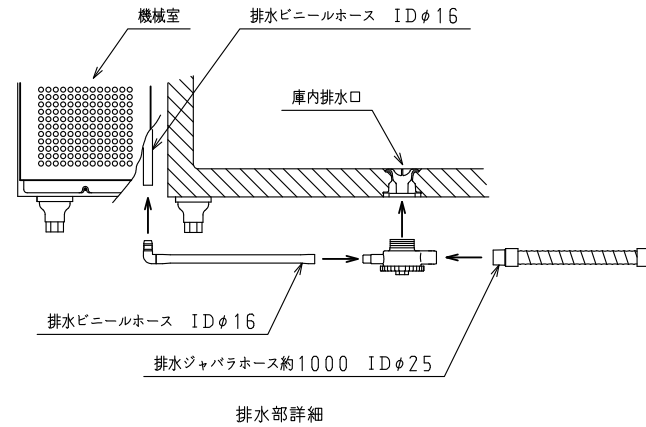 機械室
排水ビニールホース IDφ16
庫内排水口
排水ビニールホース IDφ16
排水ジャバラホース約1000 IDφ25
排水部詳細